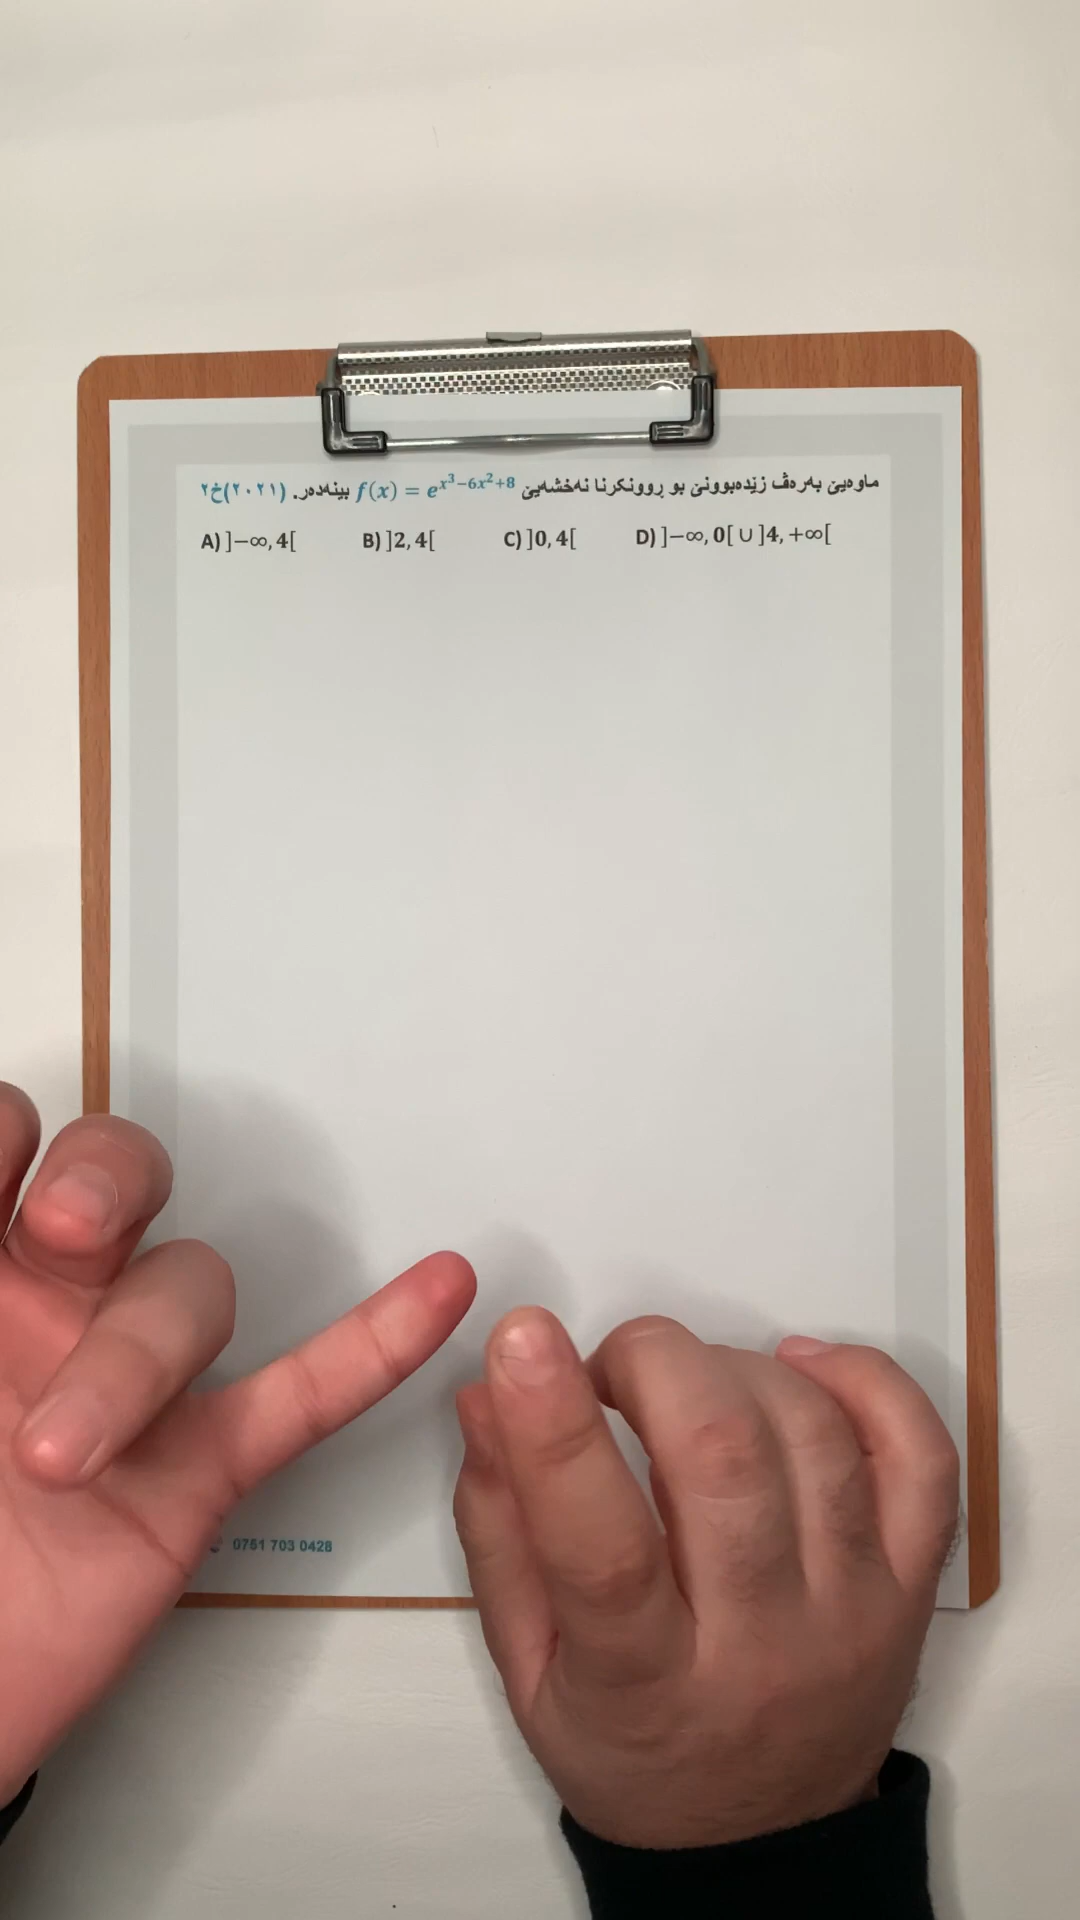 ماوەیێ بەرەڤ زێدەبوونێ بو ڕوونکرنا نەخشەیێ f(x) = e^{x³−6x²+8} بینەدەر. (٢٠٢١)خ٢
A) ]−∞, 4[ B) ]2, 4[ C) ]0, 4[ D) ]−∞, 0[ ∪ ]4, +∞[
0751 703 0428